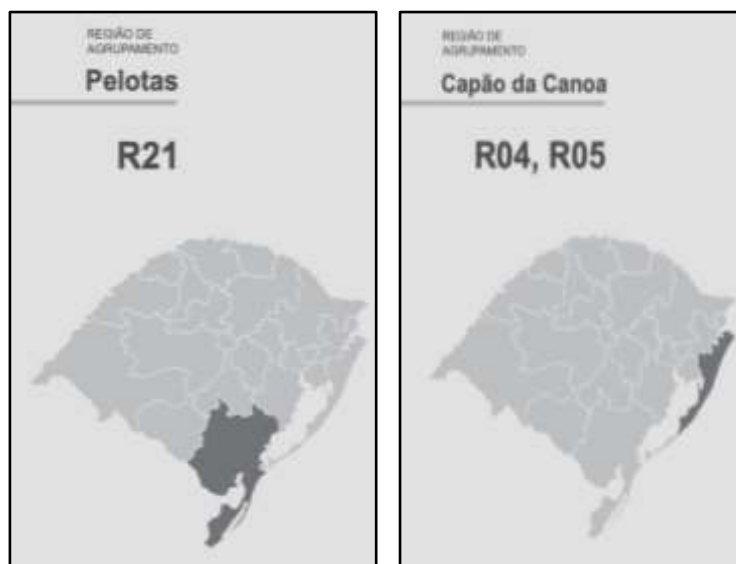 REGIÃO DE
AGRUPAMENTO
Pelotas
R21
REGIÃO DE
AGRUPAMENTO
Capão da Canoa
R04, R05